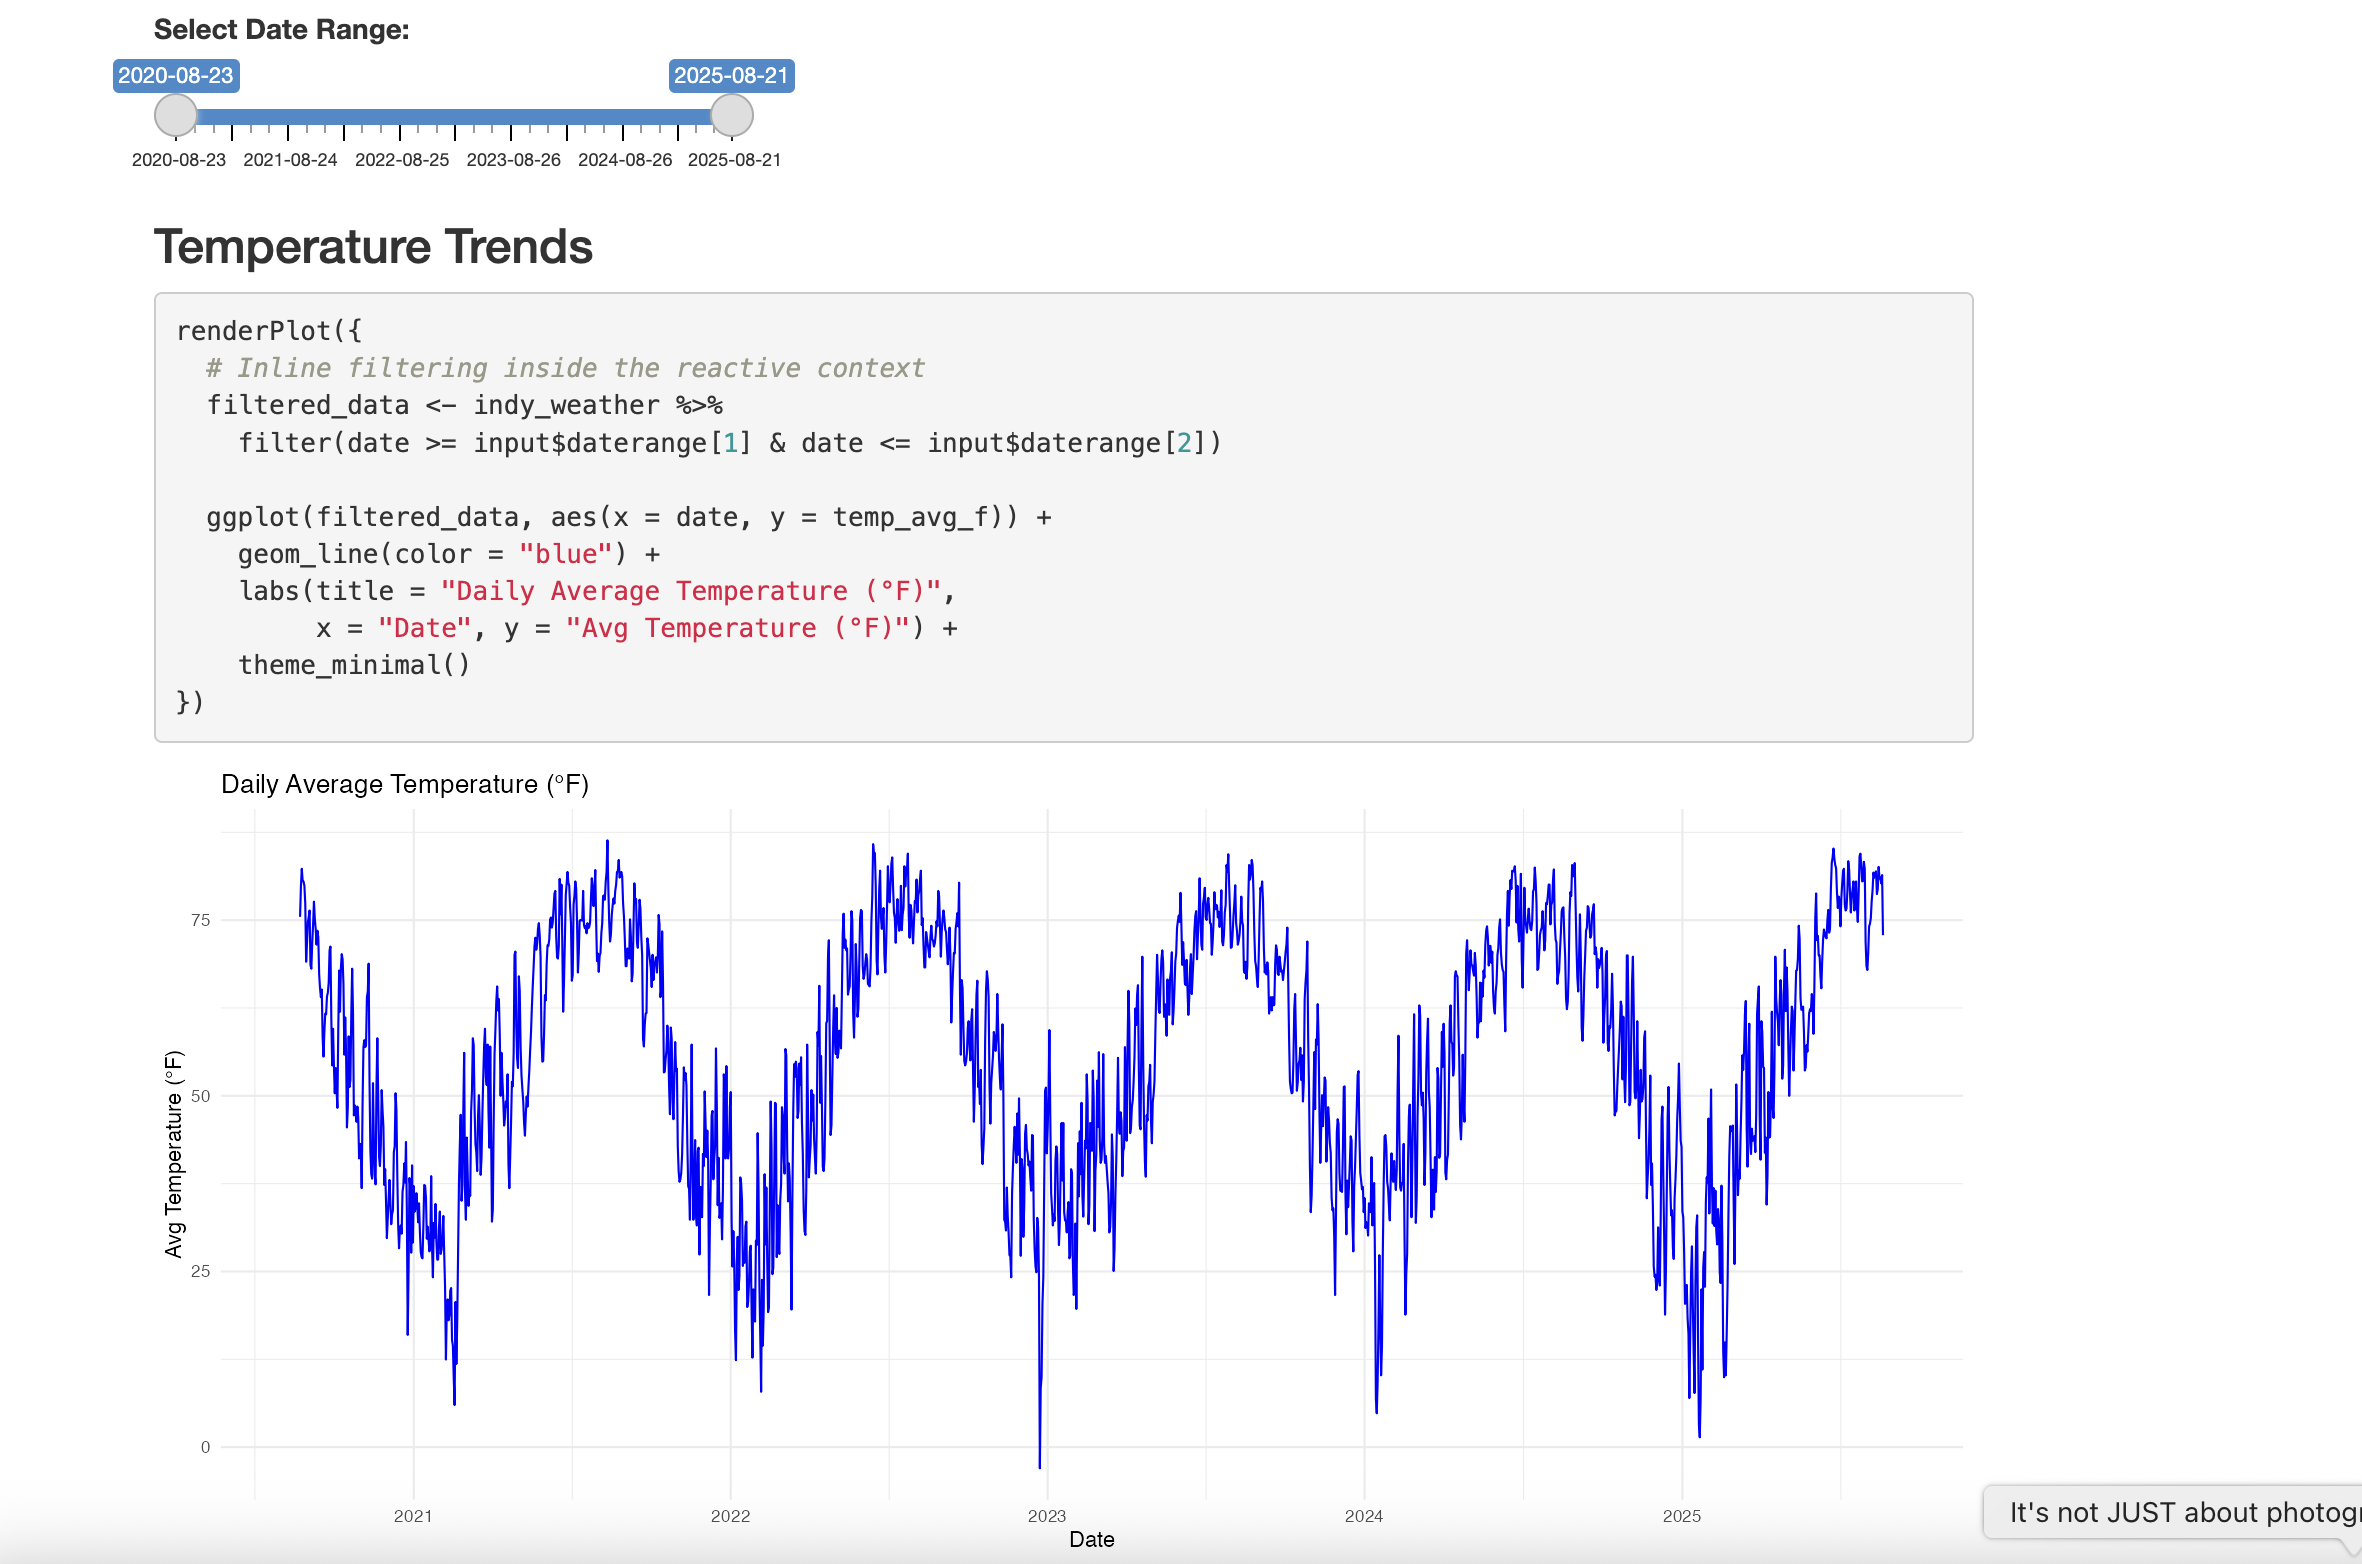 Select Date Range:
2020-08-23 2025-08-21
2020-08-23 2021-08-24 2022-08-25 2023-08-26 2024-08-26 2025-08-21
Temperature Trends
renderPlot({
  # Inline filtering inside the reactive context
  filtered_data <- indy_weather %>%
    filter(date >= input$daterange[1] & date <= input$daterange[2])
  ggplot(filtered_data, aes(x = date, y = temp_avg_f)) +
    geom_line(color = "blue") +
    labs(title = "Daily Average Temperature (°F)",
         x = "Date", y = "Avg Temperature (°F)") +
    theme_minimal()
})
Daily Average Temperature (°F)
Avg Temperature (°F)
75
50
25
0
2021 2022 2023 2024 2025
Date
It's not JUST about